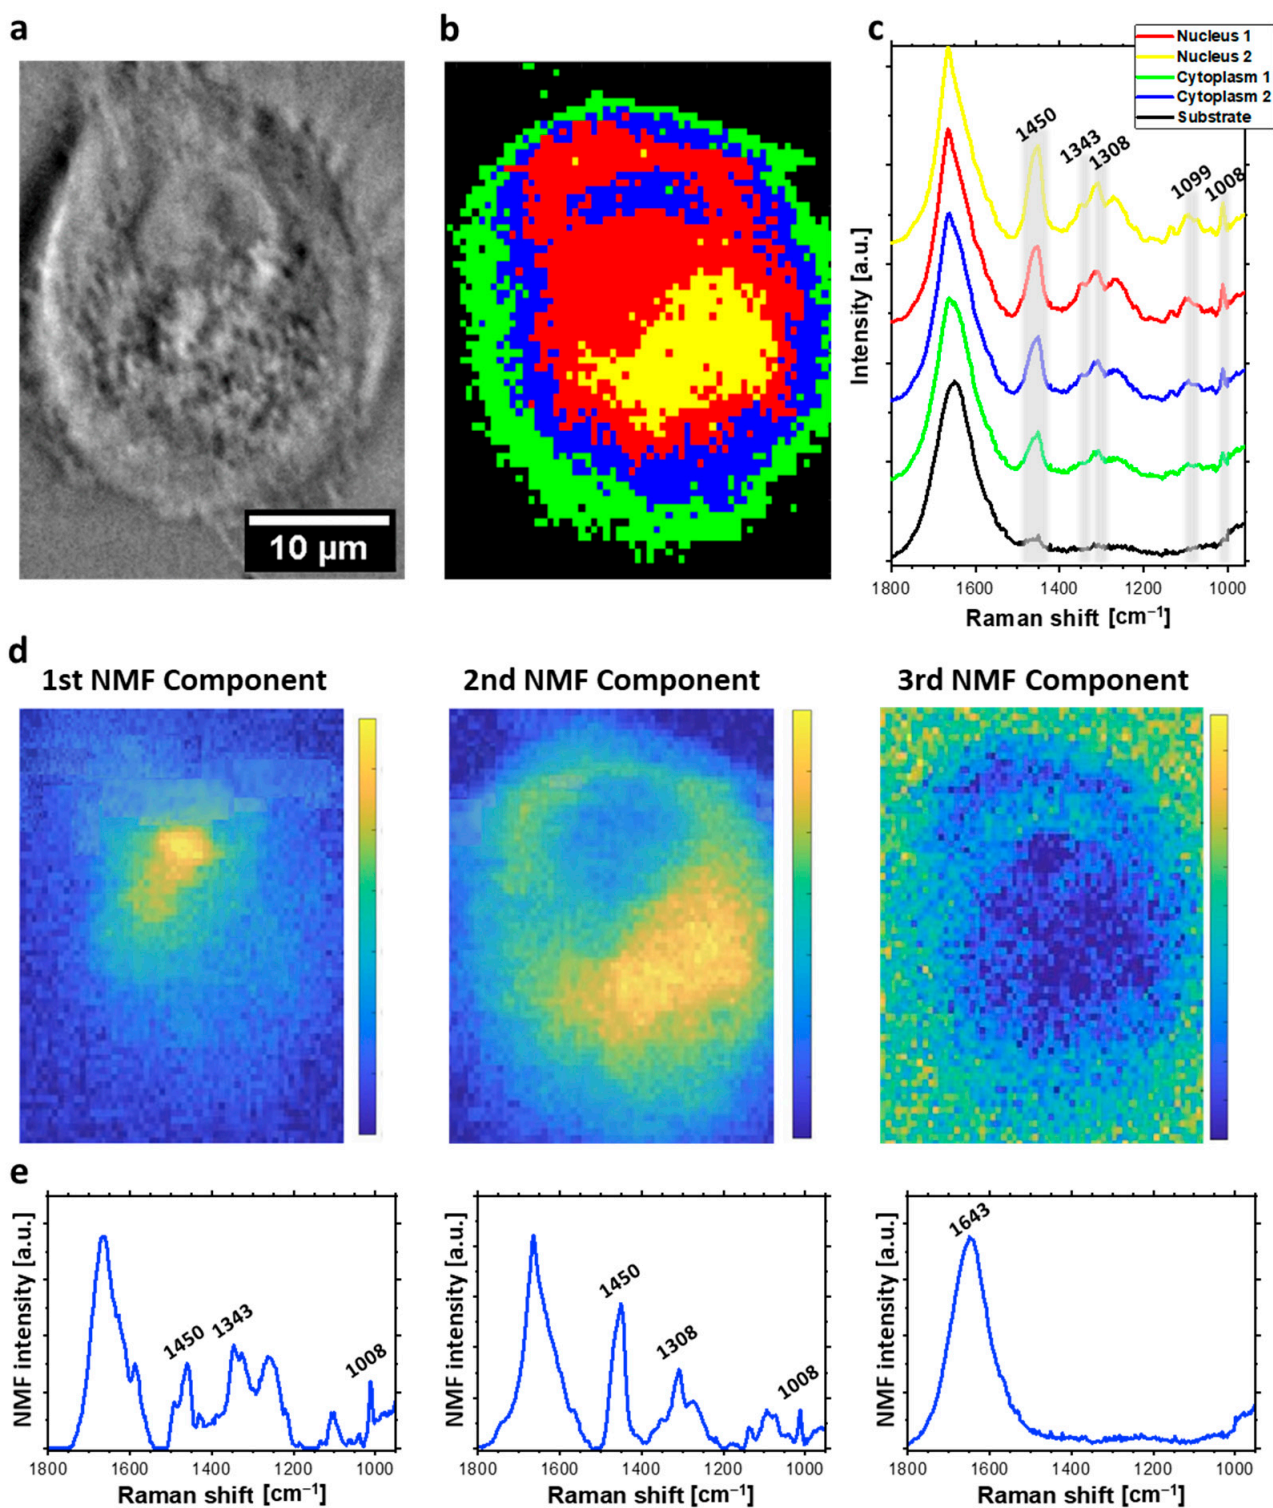 a
b
c
10 µm
Nucleus 1
Nucleus 2
Cytoplasm 1
Cytoplasm 2
Substrate
1450
1343
1308
1099
1008
Intensity [a.u.]
1800 1600 1400 1200 1000
Raman shift [cm⁻¹]
d
1st NMF Component
2nd NMF Component
3rd NMF Component
e
NMF intensity [a.u.]
1450
1343
1008
1800 1600 1400 1200 1000
Raman shift [cm⁻¹]
NMF intensity [a.u.]
1450
1308
1008
1800 1600 1400 1200 1000
Raman shift [cm⁻¹]
NMF intensity [a.u.]
1643
1800 1600 1400 1200 1000
Raman shift [cm⁻¹]